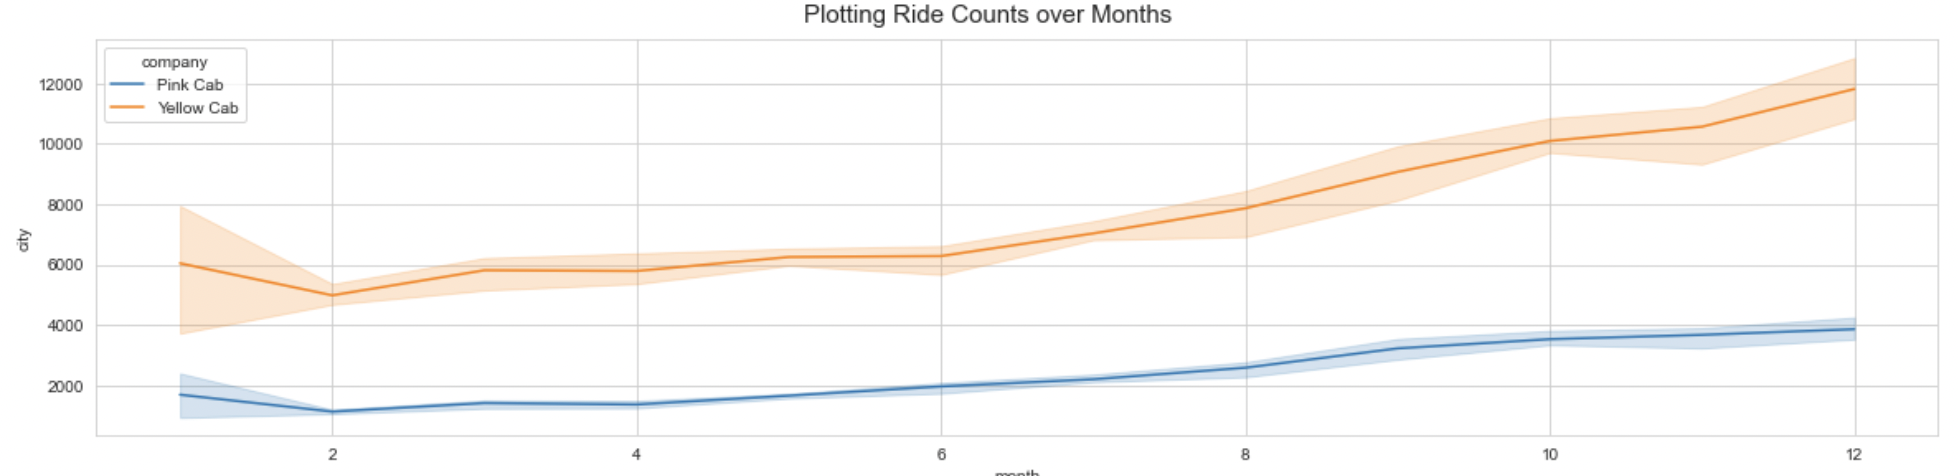 Plotting Ride Counts over Months
company
Pink Cab
Yellow Cab
12000
10000
8000
6000
4000
2000
city
2 4 6 8 10 12
month